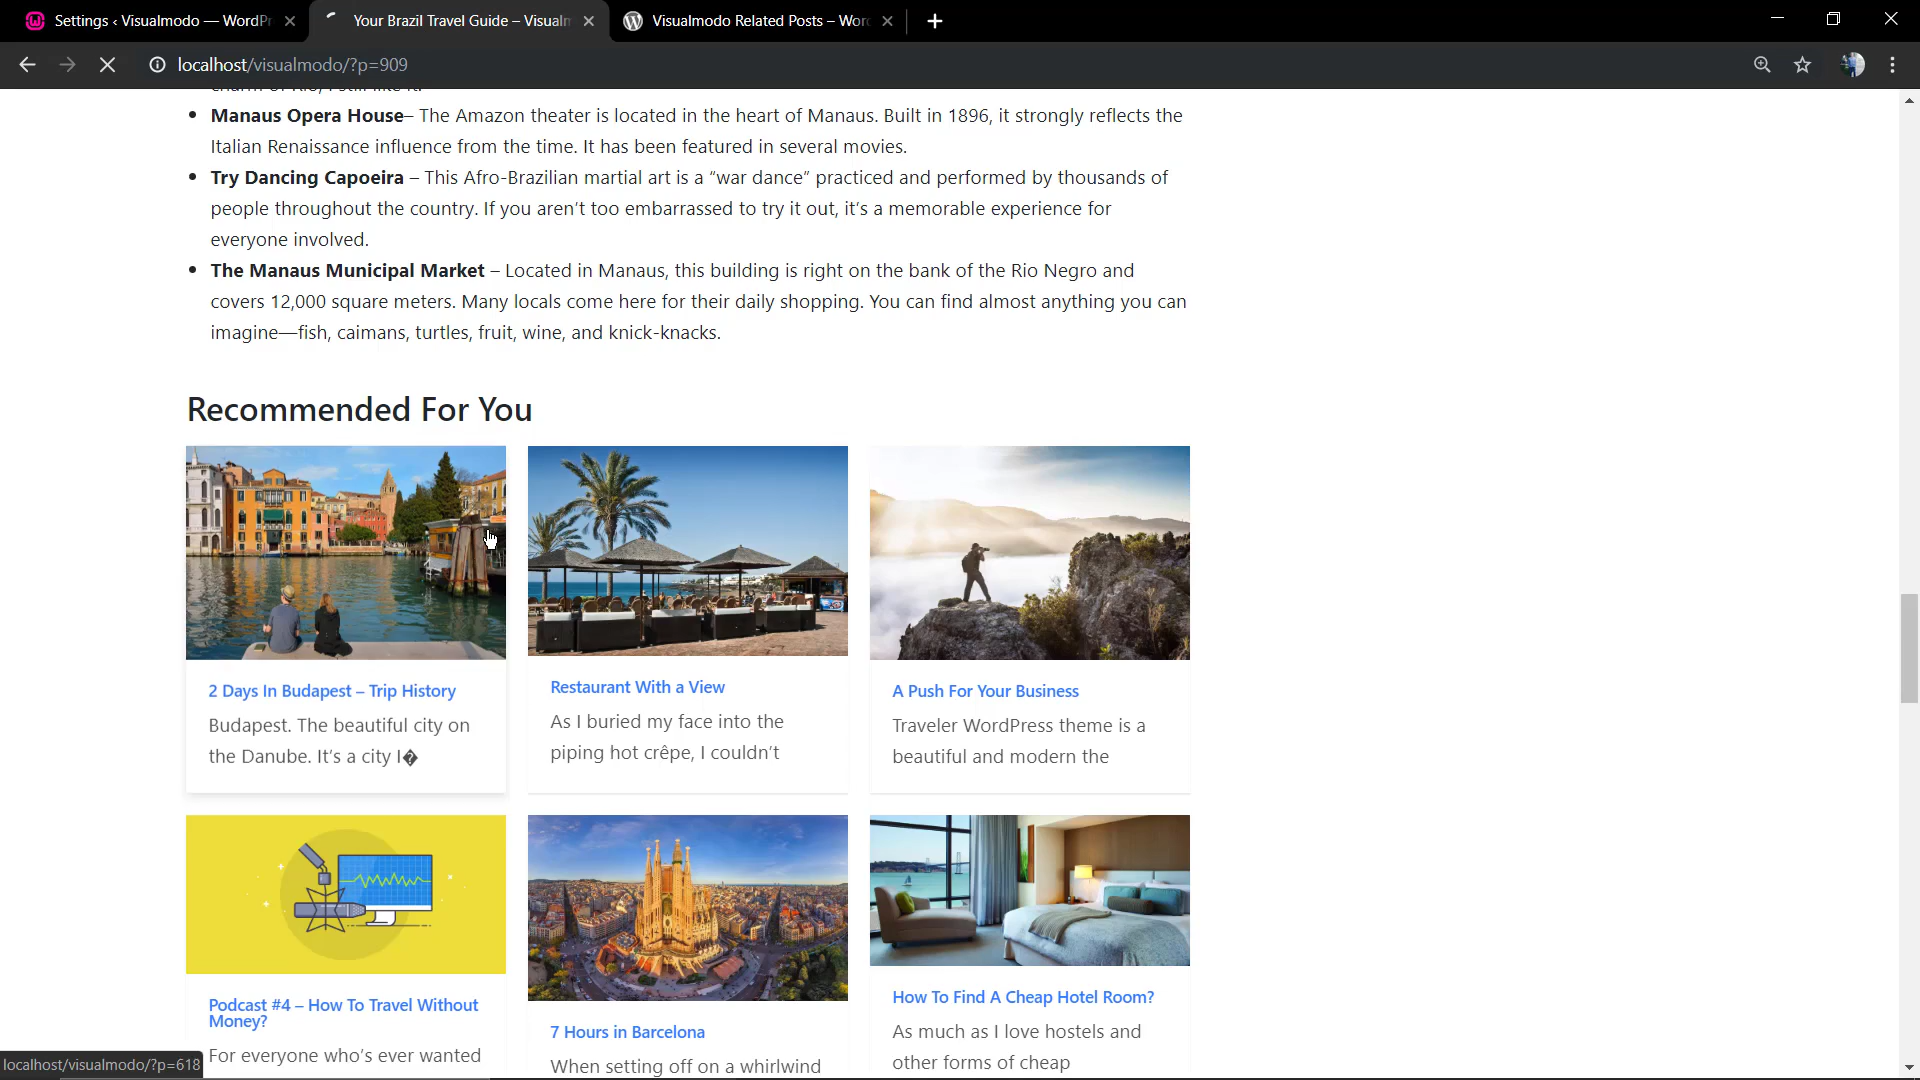 Settings ‹ Visualmodo — WordPr
Your Brazil Travel Guide – Visualm
Visualmodo Related Posts – Word
localhost/visualmodo/?p=909
Manaus Opera House– The Amazon theater is located in the heart of Manaus. Built in 1896, it strongly reflects the
Italian Renaissance influence from the time. It has been featured in several movies.
Try Dancing Capoeira – This Afro-Brazilian martial art is a “war dance” practiced and performed by thousands of
people throughout the country. If you aren’t too embarrassed to try it out, it’s a memorable experience for
everyone involved.
The Manaus Municipal Market – Located in Manaus, this building is right on the bank of the Rio Negro and
covers 12,000 square meters. Many locals come here for their daily shopping. You can find almost anything you can
imagine—fish, caimans, turtles, fruit, wine, and knick-knacks.
Recommended For You
2 Days In Budapest – Trip History
Budapest. The beautiful city on
the Danube. It’s a city I�
Restaurant With a View
As I buried my face into the
piping hot crêpe, I couldn’t
A Push For Your Business
Traveler WordPress theme is a
beautiful and modern the
Podcast #4 – How To Travel Without
Money?
For everyone who’s ever wanted
7 Hours in Barcelona
When setting off on a whirlwind
How To Find A Cheap Hotel Room?
As much as I love hostels and
other forms of cheap
localhost/visualmodo/?p=618